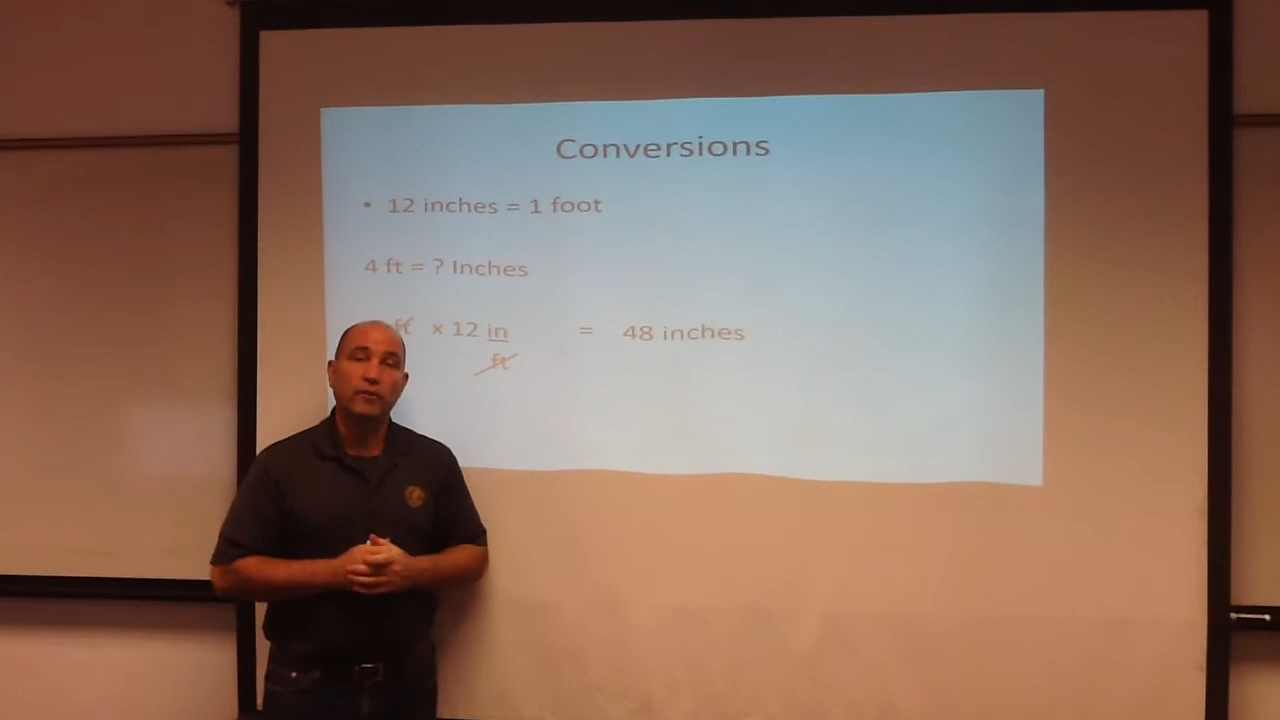 Conversions
• 12 inches = 1 foot
4 ft = ? Inches
ft x 12 in = 48 inches
ft